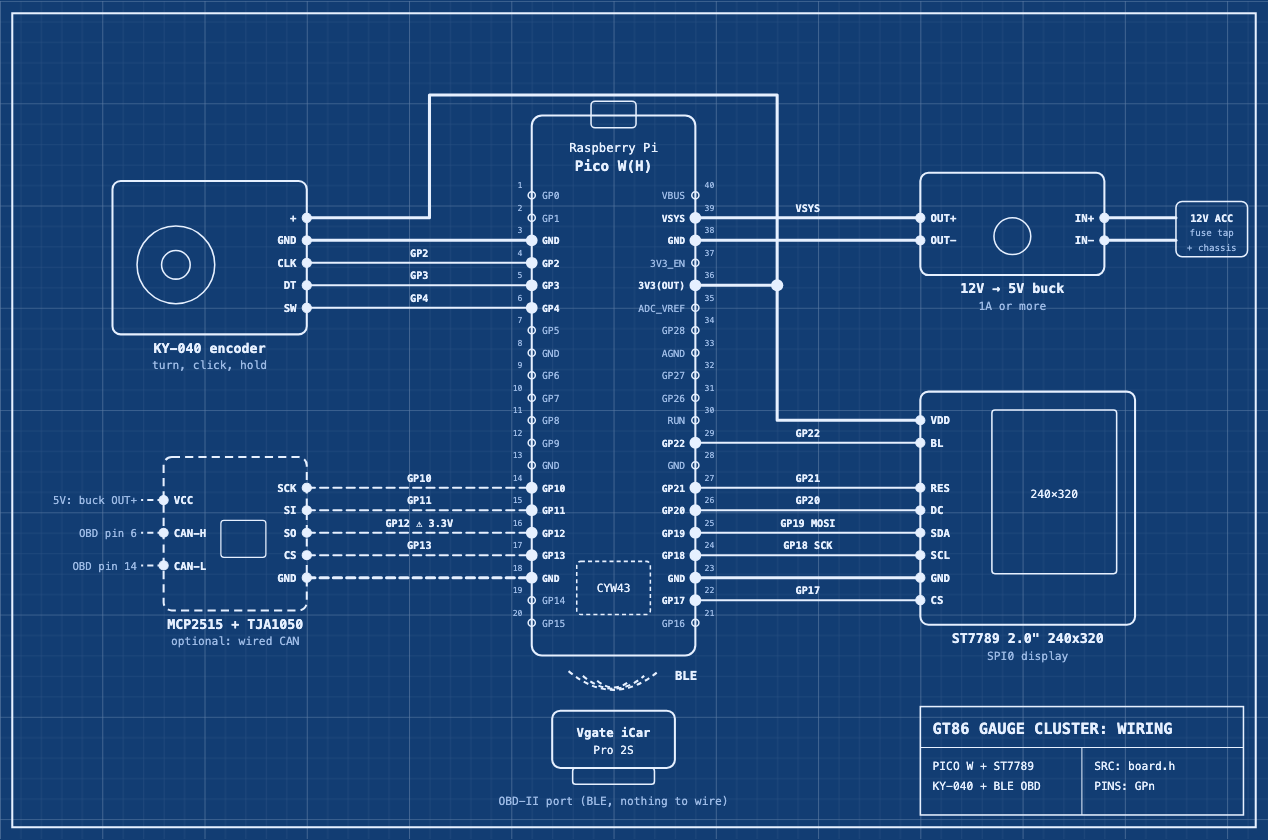 Raspberry Pi
Pico W(H)
1 GP0
2 GP1
3 GND
4 GP2
5 GP3
6 GP4
7 GP5
8 GND
9 GP6
10 GP7
11 GP8
12 GP9
13 GND
14 GP10
15 GP11
16 GP12
17 GP13
18 GND
19 GP14
20 GP15
VBUS 40
VSYS 39
GND 38
3V3_EN 37
3V3(OUT) 36
ADC_VREF 35
GP28 34
AGND 33
GP27 32
GP26 31
RUN 30
GP22 29
GND 28
GP21 27
GP20 26
GP19 25
GP18 24
GND 23
GP17 22
GP16 21
CYW43
+
GND
CLK
DT
SW
GP2
GP3
GP4
KY-040 encoder
turn, click, hold
VSYS
OUT+
OUT−
IN+
IN−
12V ACC
fuse tap
+ chassis
12V → 5V buck
1A or more
5V: buck OUT+
OBD pin 6
OBD pin 14
VCC
CAN-H
CAN-L
SCK
SI
SO
CS
GND
GP10
GP11
GP12 ⚠ 3.3V
GP13
MCP2515 + TJA1050
optional: wired CAN
GP22
GP21
GP20
GP19 MOSI
GP18 SCK
GP17
VDD
BL
RES
DC
SDA
SCL
GND
CS
240×320
ST7789 2.0" 240x320
SPI0 display
BLE
Vgate iCar
Pro 2S
OBD-II port (BLE, nothing to wire)
GT86 GAUGE CLUSTER: WIRING
PICO W + ST7789
KY-040 + BLE OBD
SRC: board.h
PINS: GPn